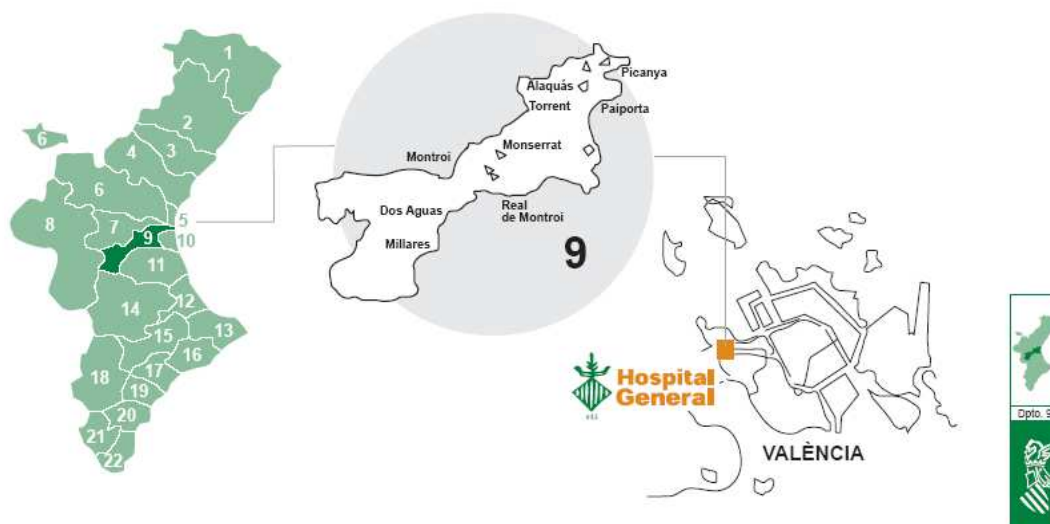 1
2
3
4
6
6
5
7
8
9
10
11
12
14
13
15
16
17
18
19
20
21
22
Picanya
Alaquás
Torrent
Paiporta
Monserrat
Montroi
Real
de Montroi
Dos Aguas
Millares
9
Hospital
General
VALÈNCIA
Dpto. 9